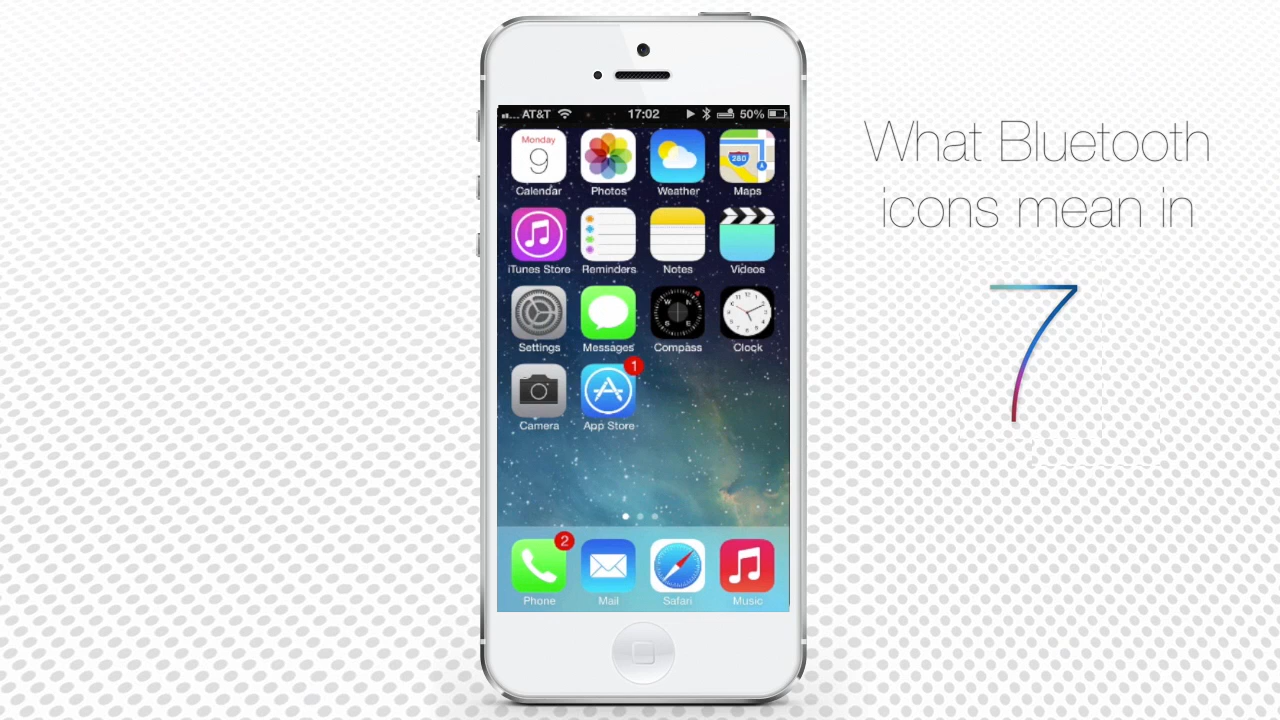 AT&T 17:02 50%
Monday
9
280
Calendar Photos Weather Maps
iTunes Store Reminders Notes Videos
Settings Messages Compass Clock
1
Camera App Store
2
Phone Mail Safari Music
What Bluetooth
icons mean in
7